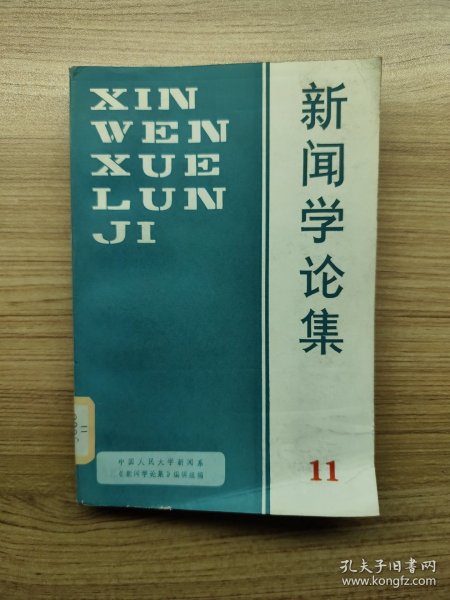 XIN
WEN
XUE
LUN
JI
新闻学论集
中国人民大学新闻系
《新闻学论集》编辑组编
11
孔夫子旧书网
www.kongfz.com